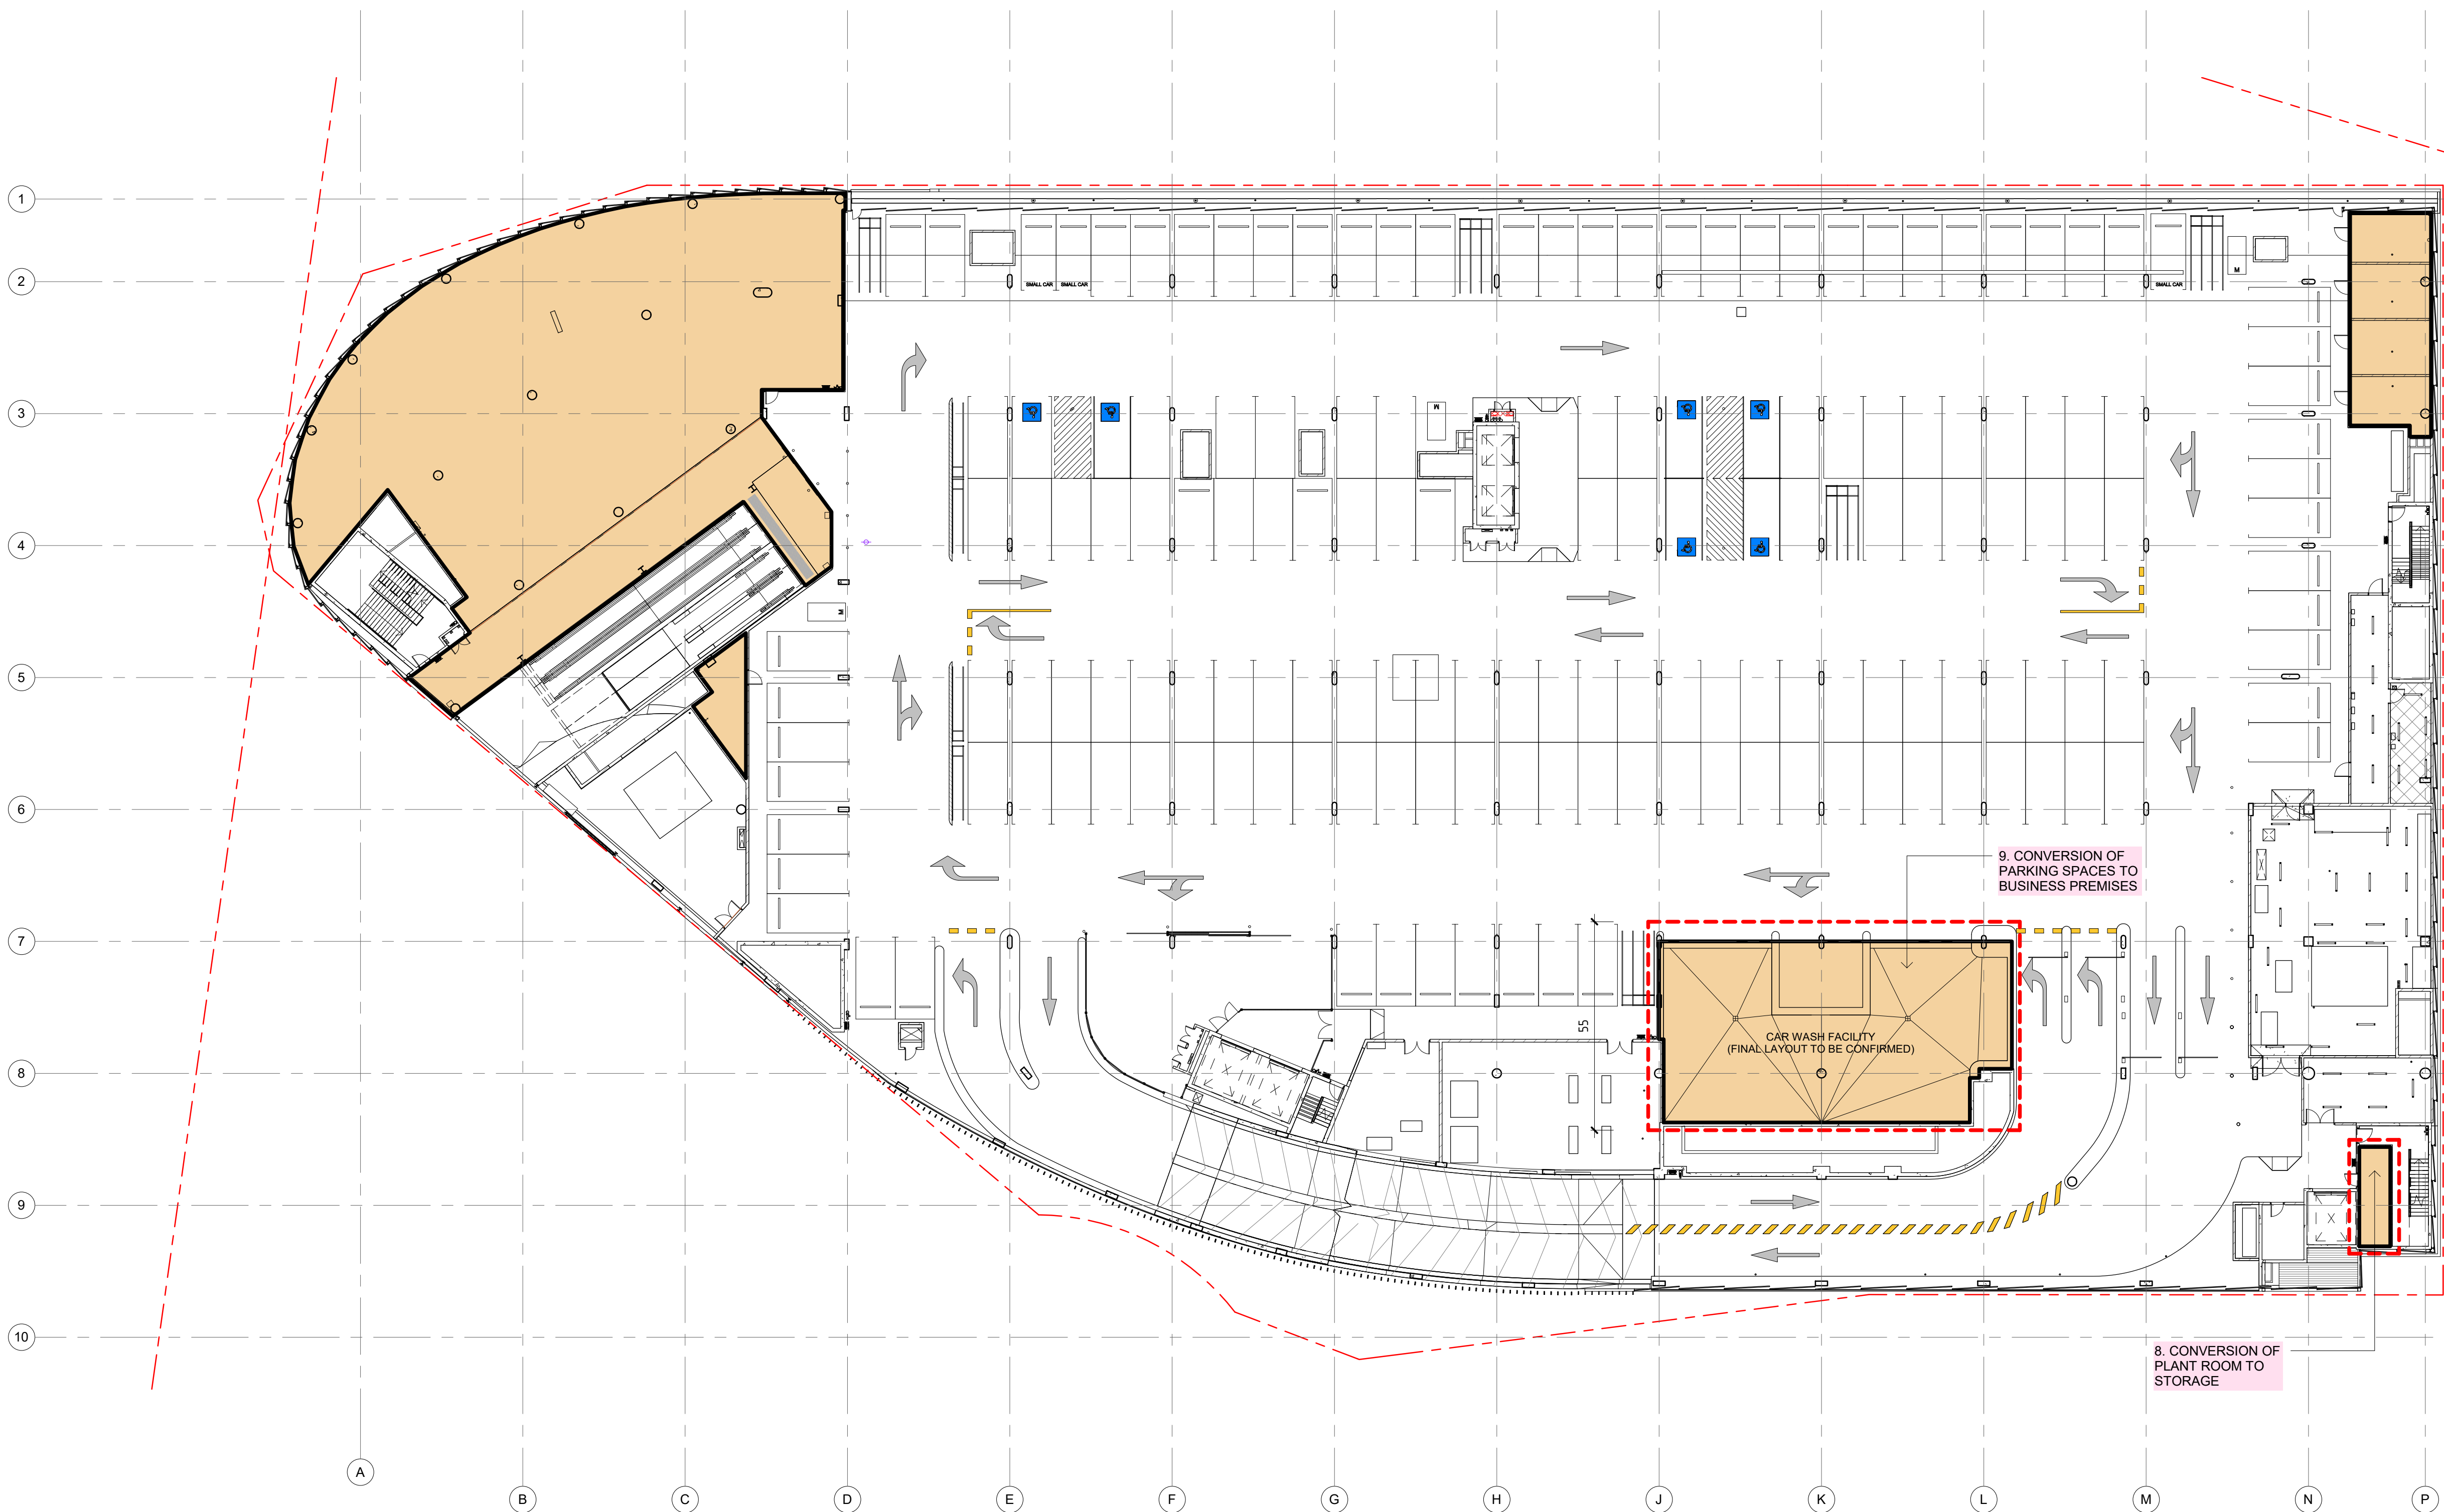 1
SMALL CAR
SMALL CAR
SMALL CAR
M
2
3
M
4
M
5
6
9. CONVERSION OF
PARKING SPACES TO
BUSINESS PREMISES
7
55
CAR WASH FACILITY
(FINAL LAYOUT TO BE CONFIRMED)
8
9
10
8. CONVERSION OF
PLANT ROOM TO
STORAGE
A
B
C
D
E
F
G
H
J
K
L
M
N
P